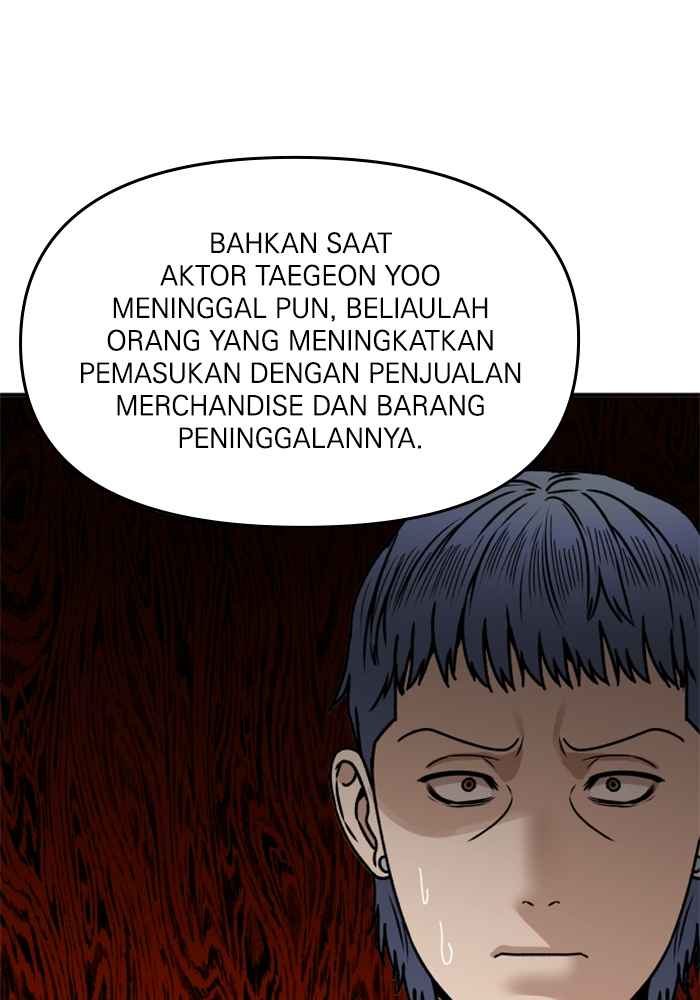 BAHKAN SAAT
AKTOR TAEGEON YOO
MENINGGAL PUN, BELIAULAH
ORANG YANG MENINGKATKAN
PEMASUKAN DENGAN PENJUALAN
MERCHANDISE DAN BARANG
PENINGGALANNYA.